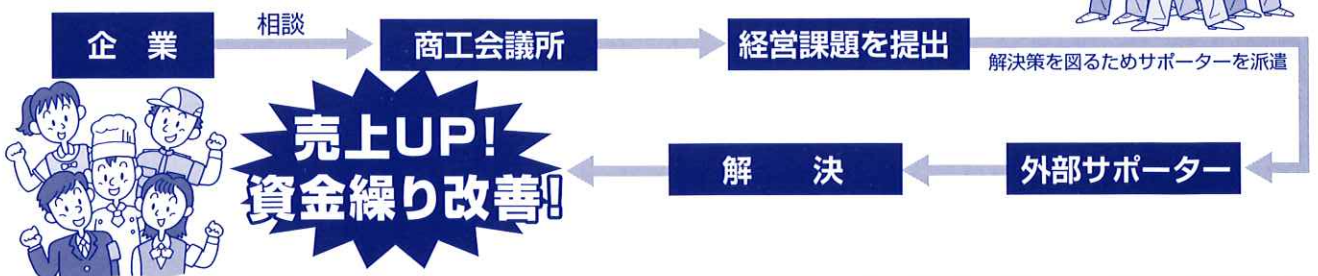 企業
相談
商工会議所
経営課題を提出
解決策を図るためサポーターを派遣
外部サポーター
解決
売上UP!
資金繰り改善!